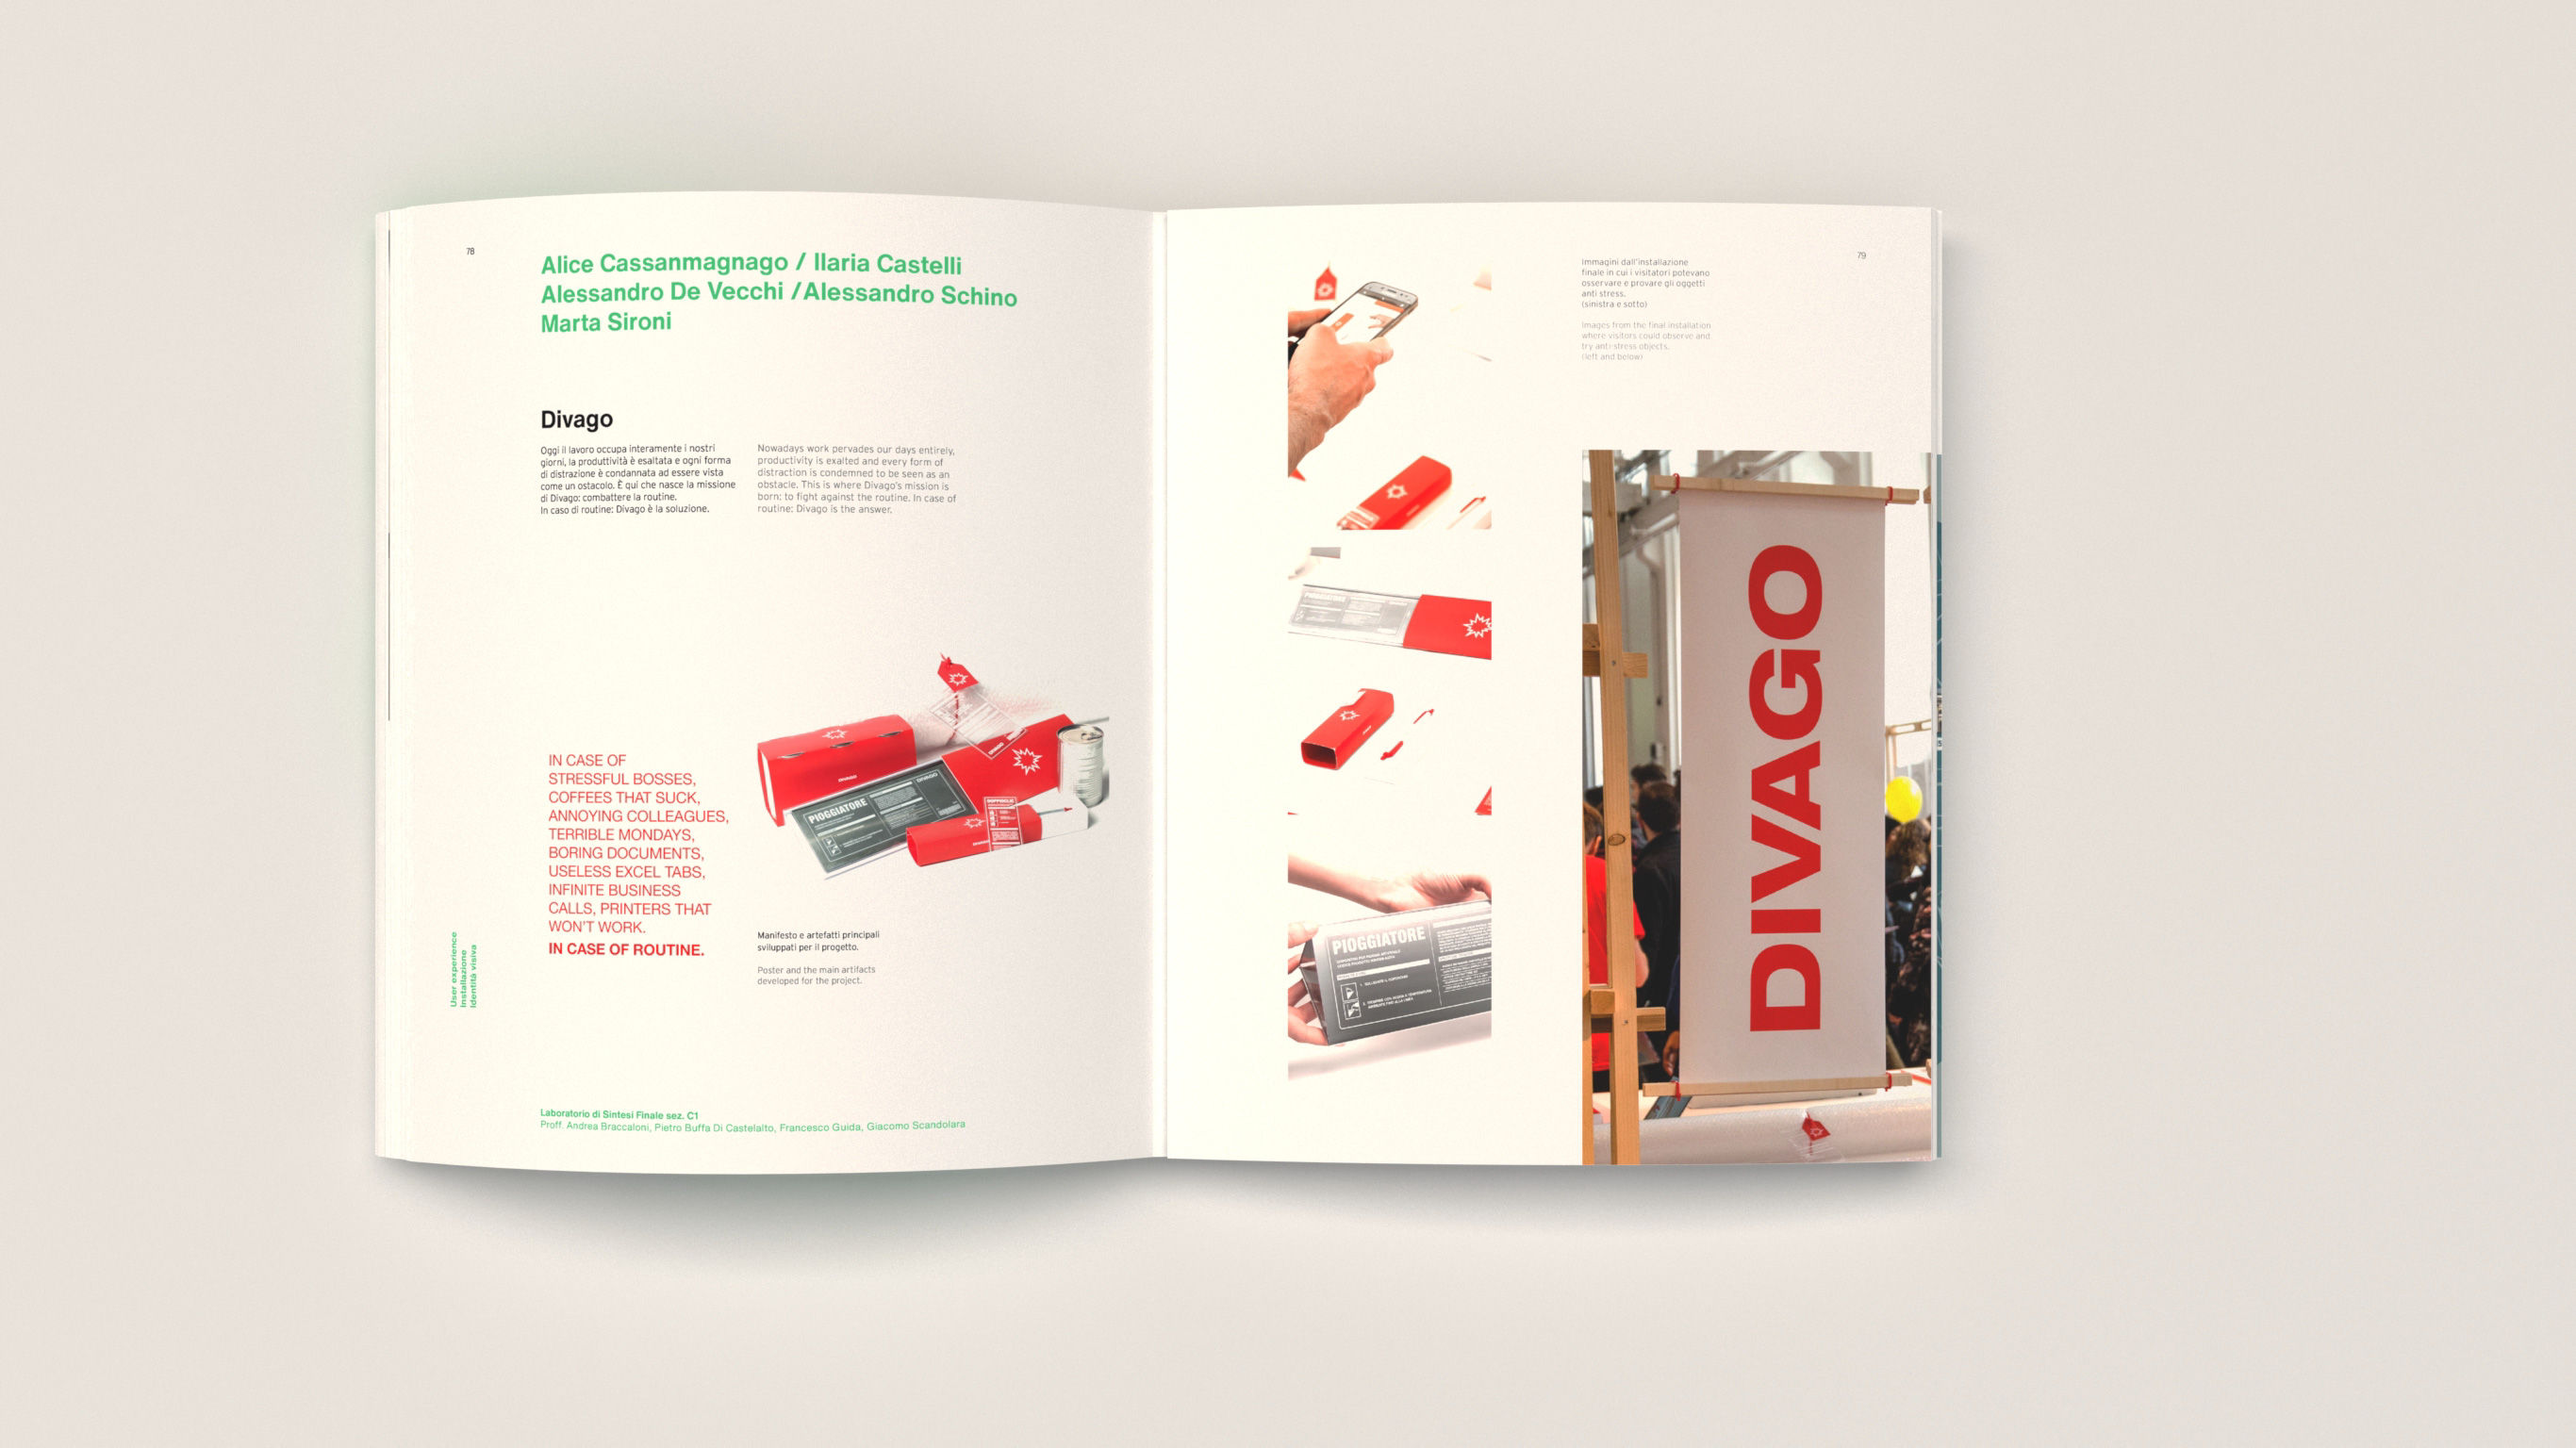 78
Alice Cassanmagnago / Ilaria Castelli
Alessandro De Vecchi /Alessandro Schino
Marta Sironi
Divago
Oggi il lavoro occupa interamente i nostri
giorni, la produttività è esaltata e ogni forma
di distrazione è condannata ad essere vista
come un ostacolo. È qui che nasce la missione
di Divago: combattere la routine.
In caso di routine: Divago è la soluzione.
Nowadays work pervades our days entirely,
productivity is exalted and every form of
distraction is condemned to be seen as an
obstacle. This is where Divago's mission is
born: to fight against the routine. In case of
routine: Divago is the answer.
IN CASE OF
STRESSFUL BOSSES,
COFFEES THAT SUCK,
ANNOYING COLLEAGUES,
TERRIBLE MONDAYS,
BORING DOCUMENTS,
USELESS EXCEL TABS,
INFINITE BUSINESS
CALLS, PRINTERS THAT
WON'T WORK.
IN CASE OF ROUTINE.
PIOGGIATORE
DIVAGO
Manifesto e artefatti principali
sviluppati per il progetto.
Poster and the main artifacts
developed for the project.
User experience
Installazione
Identità visiva
Laboratorio di Sintesi Finale sez. C1
Proff. Andrea Braccaloni, Pietro Buffa Di Castelalto, Francesco Guida, Giacomo Scandolara
79
Immagini dall'installazione
finale in cui i visitatori potevano
osservare e provare gli oggetti
anti stress.
(sinistra e sotto)
Images from the final installation
where visitors could observe and
try anti-stress objects.
(left and below)
PIOGGIATORE
PIOGGIATORE
DIVAGO